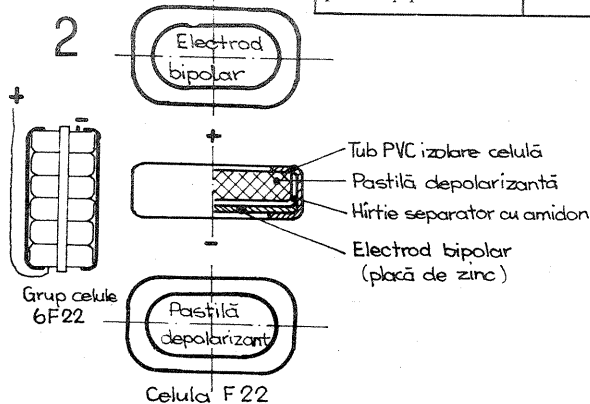 2
Electrod
bipolar
+
-
+
-
Tub PVC izolare celulă
Pastilă depolarizantă
Hîrtie separator cu amidon
Electrod bipolar
(placă de zinc)
Grup celule
6F22
Pastilă
depolarizant
Celula F22